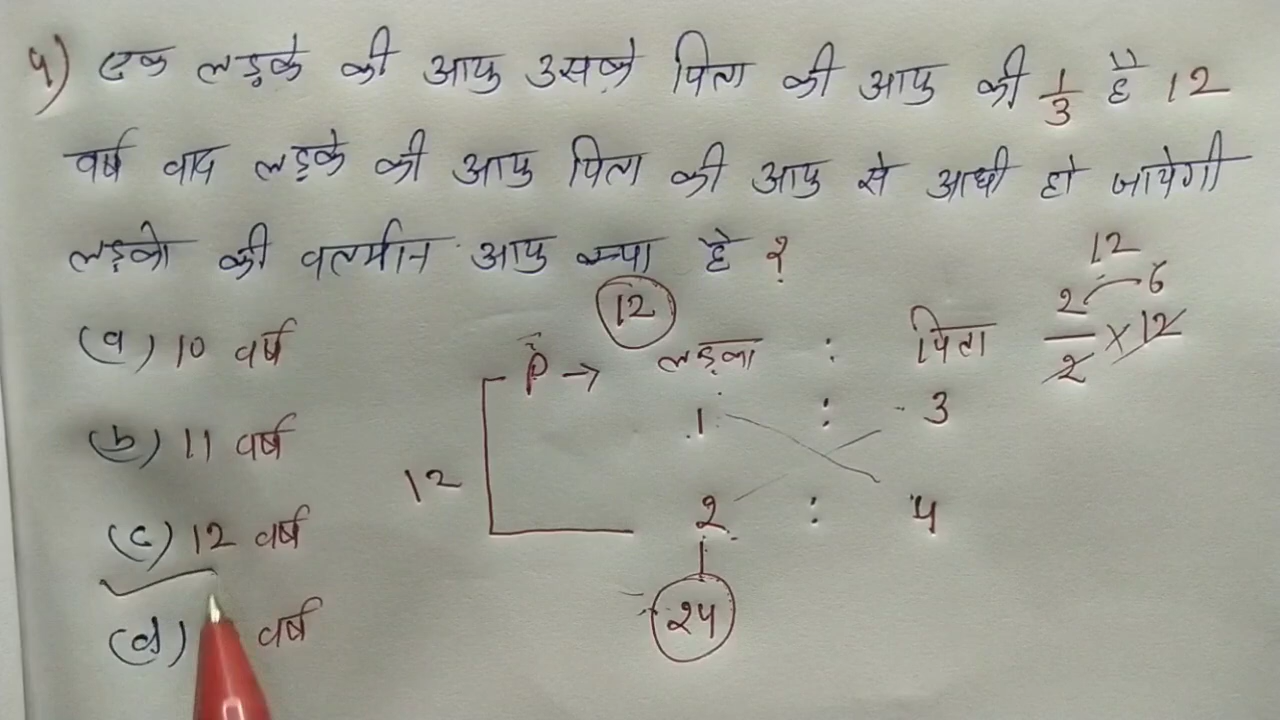 4) एक लड़के की आयु उसके पिता की आयु की 1/3 है 12
वर्ष वाद लड़के की आयु पिता की आयु से आधी हो जायेगी
लड़को की वर्तमान आयु क्या है ?
(a) 10 वर्ष
(b) 11 वर्ष
(c) 12 वर्ष
(d) वर्ष
12
P → लड़का : पिता
1 : 3
12
2 : 4
24
12
6
2/2 × 12